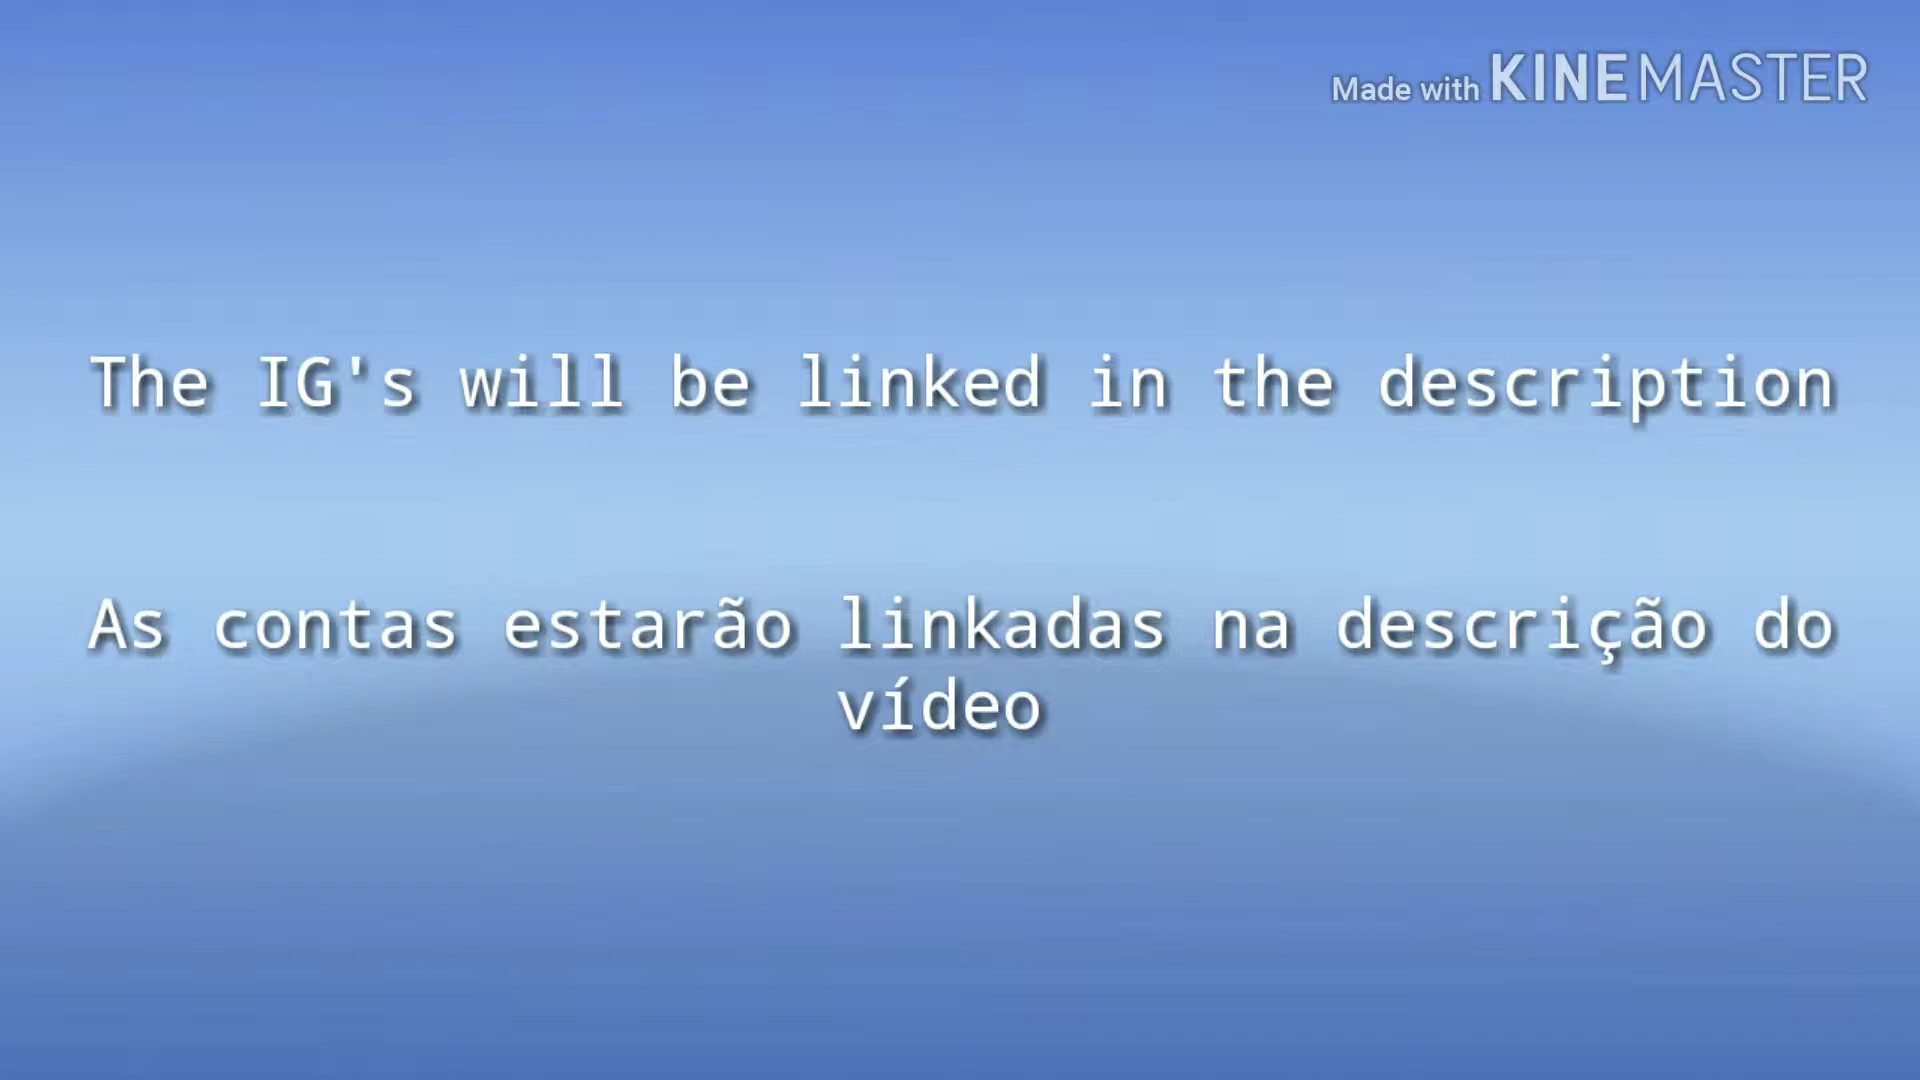 Made with KINEMASTER
The IG's will be linked in the description
As contas estarão linkadas na descrição do
vídeo